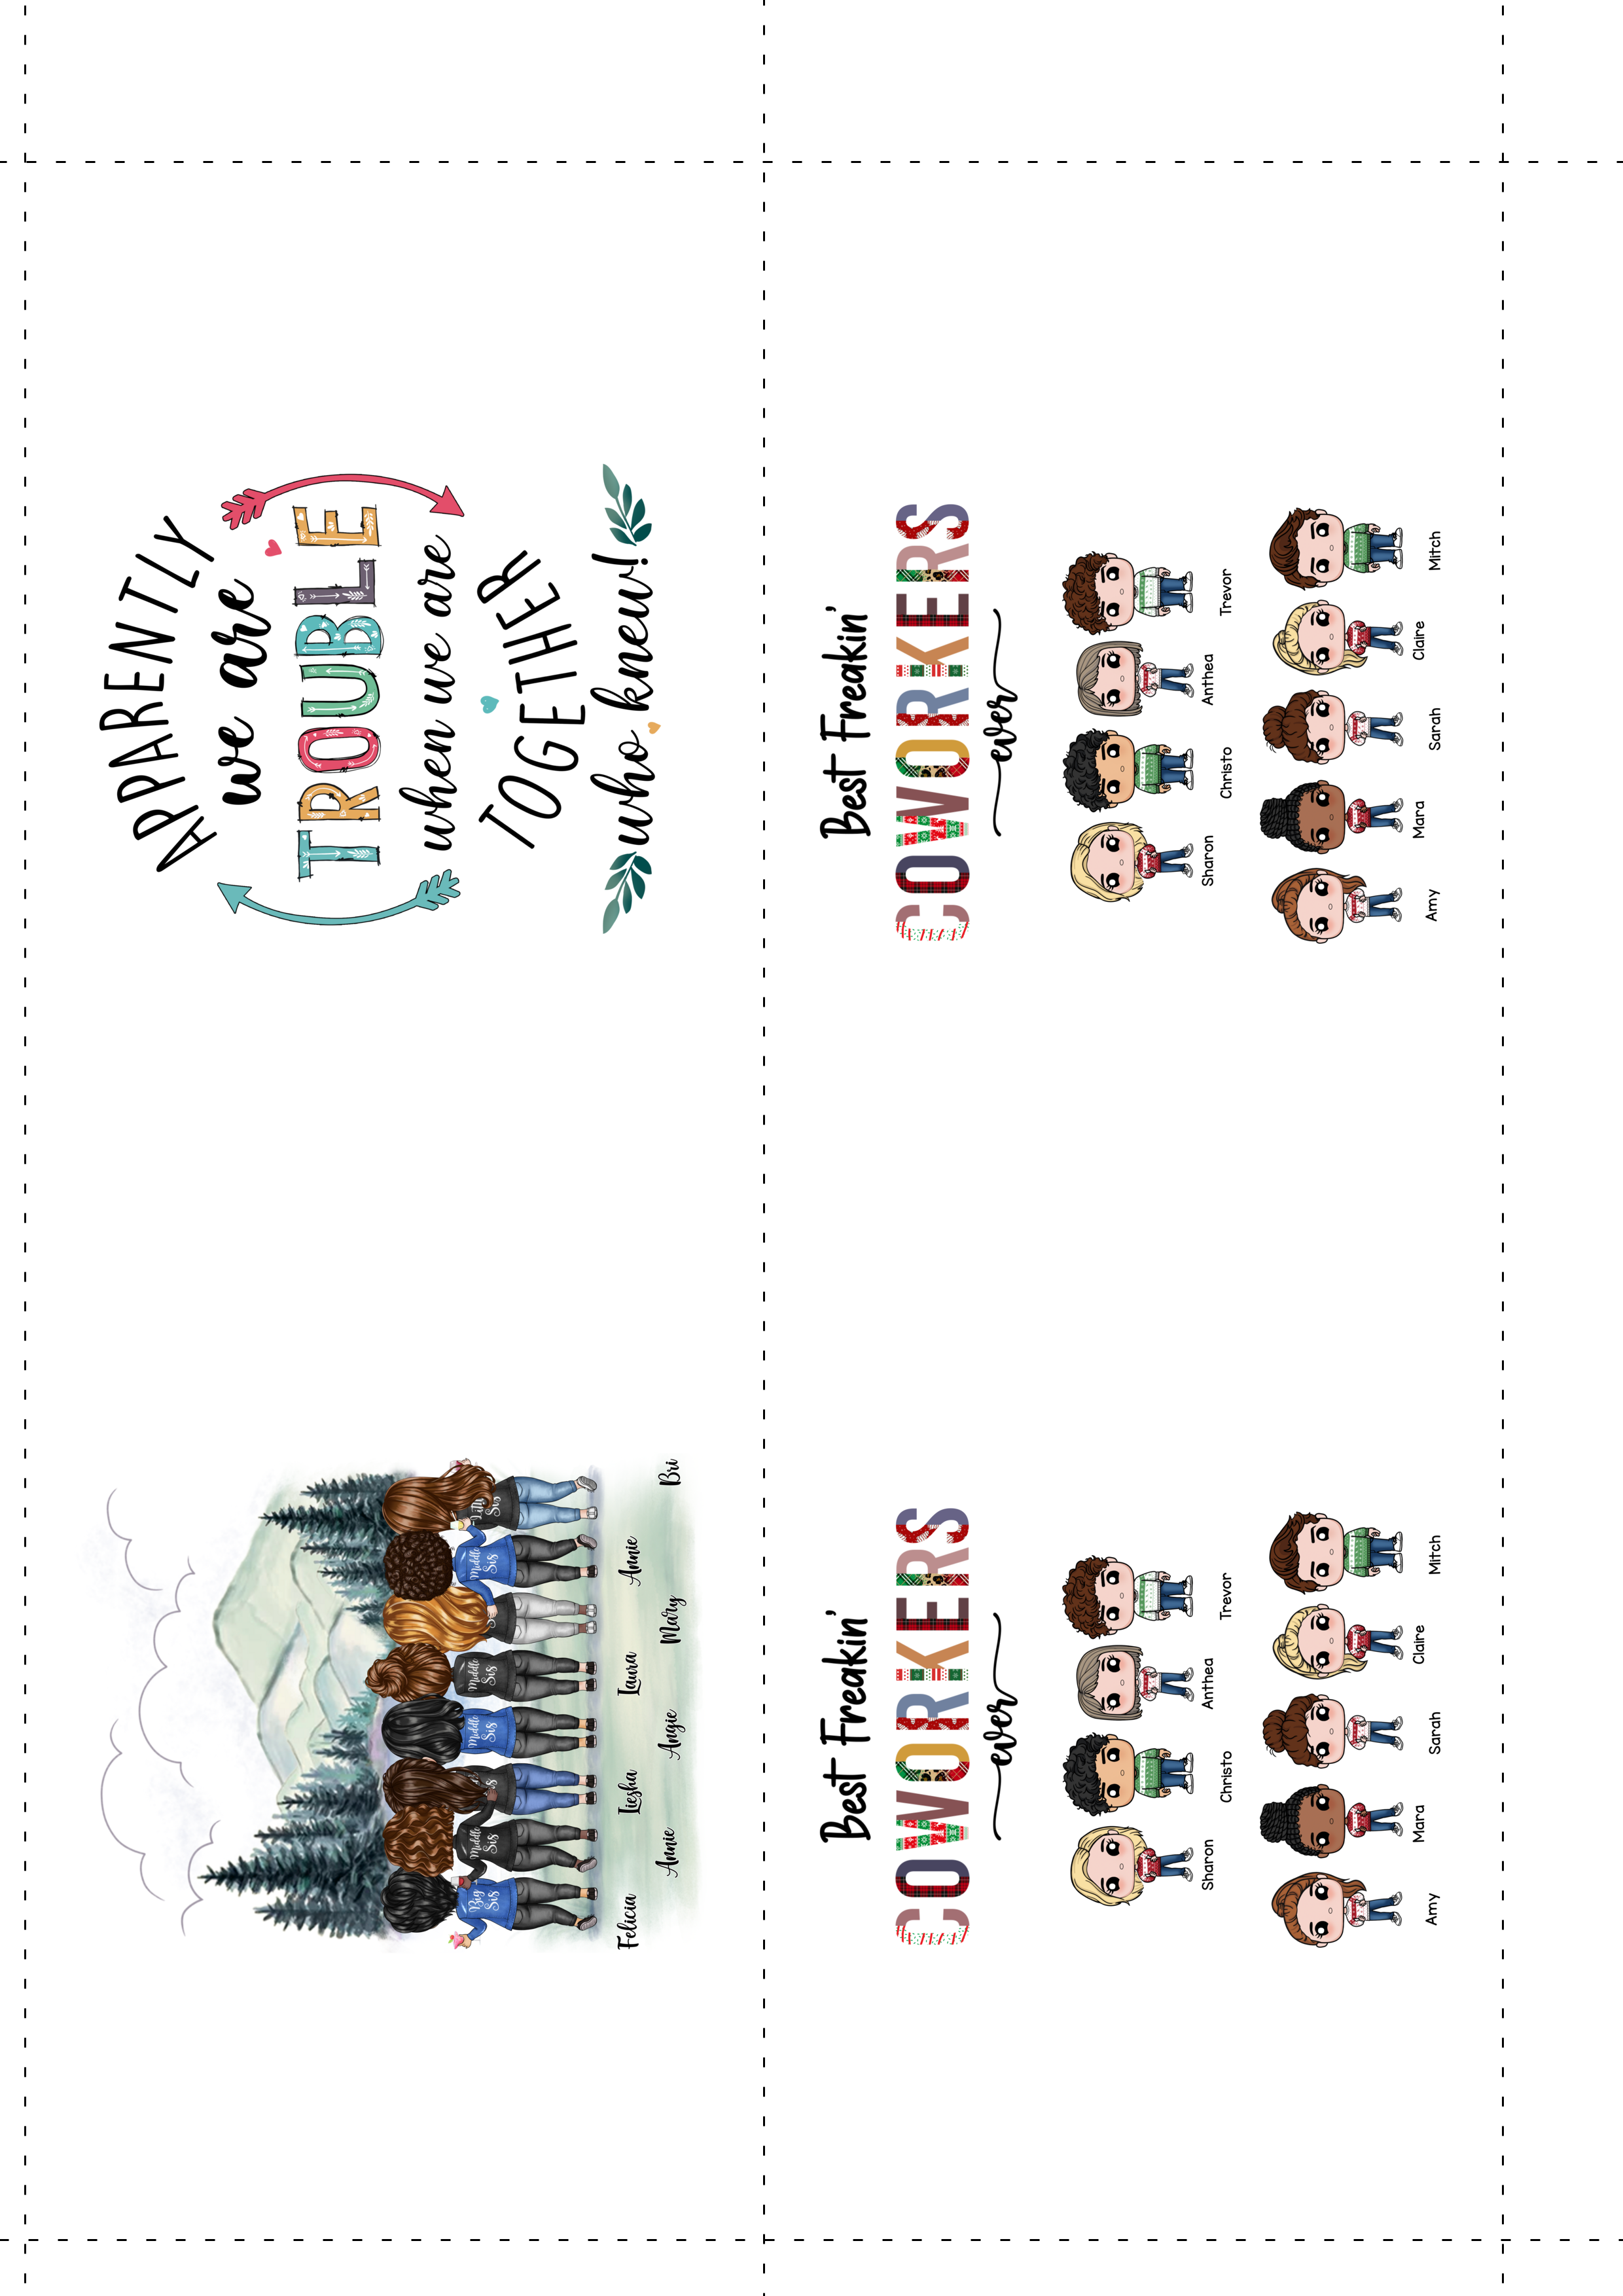 Big Sis
Middle Sis
Middle Sis
Middle Sis
Middle Sis
Sis
Felicia Liesha Laura Annie
Annie Angie Mary Bri
APPARENTLY
we are
TROUBLE
when we are
TOGETHER
who knew!
Best Freakin'
COWORKERS
ever
Sharon Christo Anthea Trevor
Amy Mara Sarah Claire Mitch
Best Freakin'
COWORKERS
ever
Sharon Christo Anthea Trevor
Amy Mara Sarah Claire Mitch